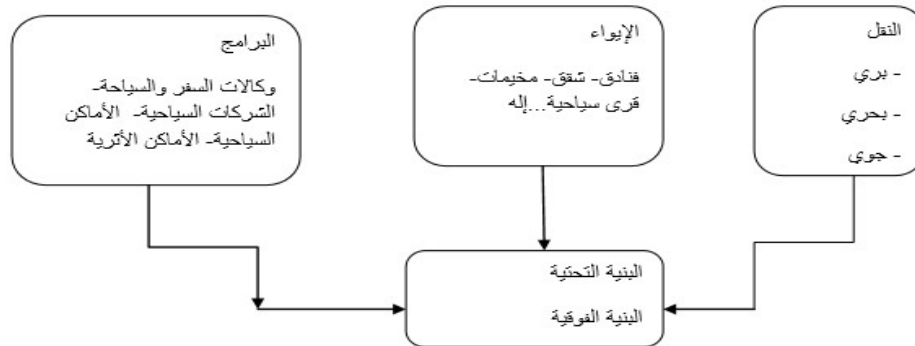 النقل
- بري
- بحري
- جوي
الإيواء
فنادق- شقق- مخيمات-
قرى سياحية...إله
البرامج
وكالات السفر والسياحة-
الشركات السياحية- الأماكن
السياحية- الأماكن الأثرية
البنية التحتية
البنية الفوقية